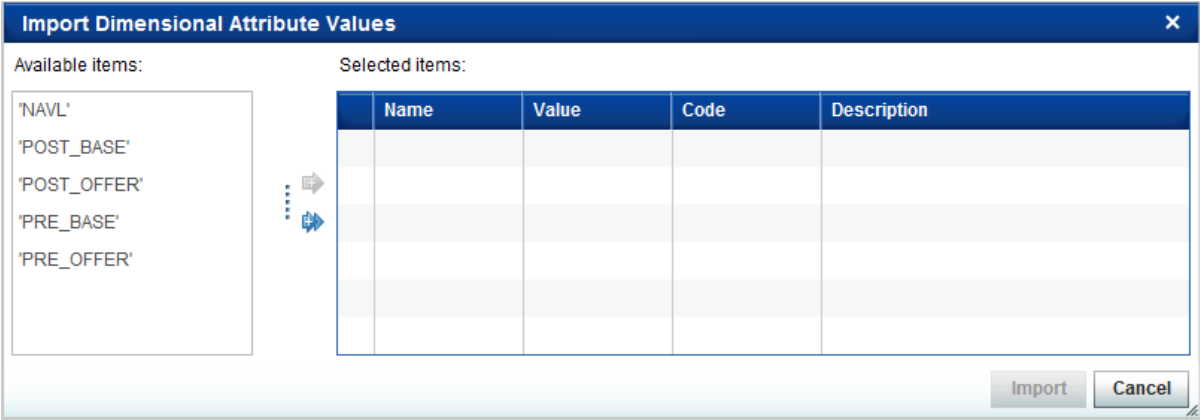 Import Dimensional Attribute Values
Available items:
Selected items:
'NAVL'
'POST_BASE'
'POST_OFFER'
'PRE_BASE'
'PRE_OFFER'
Name Value Code Description
Import Cancel